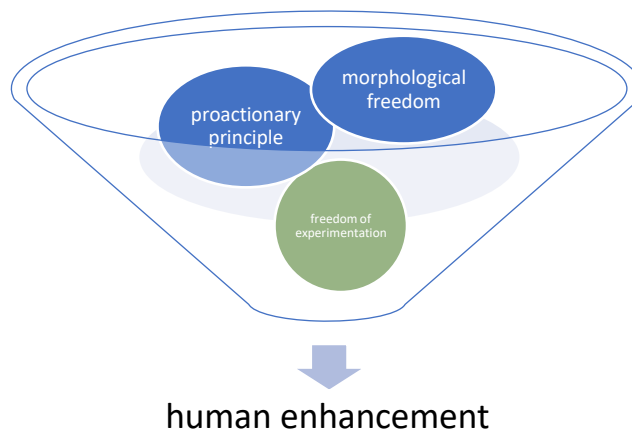 morphological
freedom
proactionary
principle
freedom of
experimentation
human enhancement